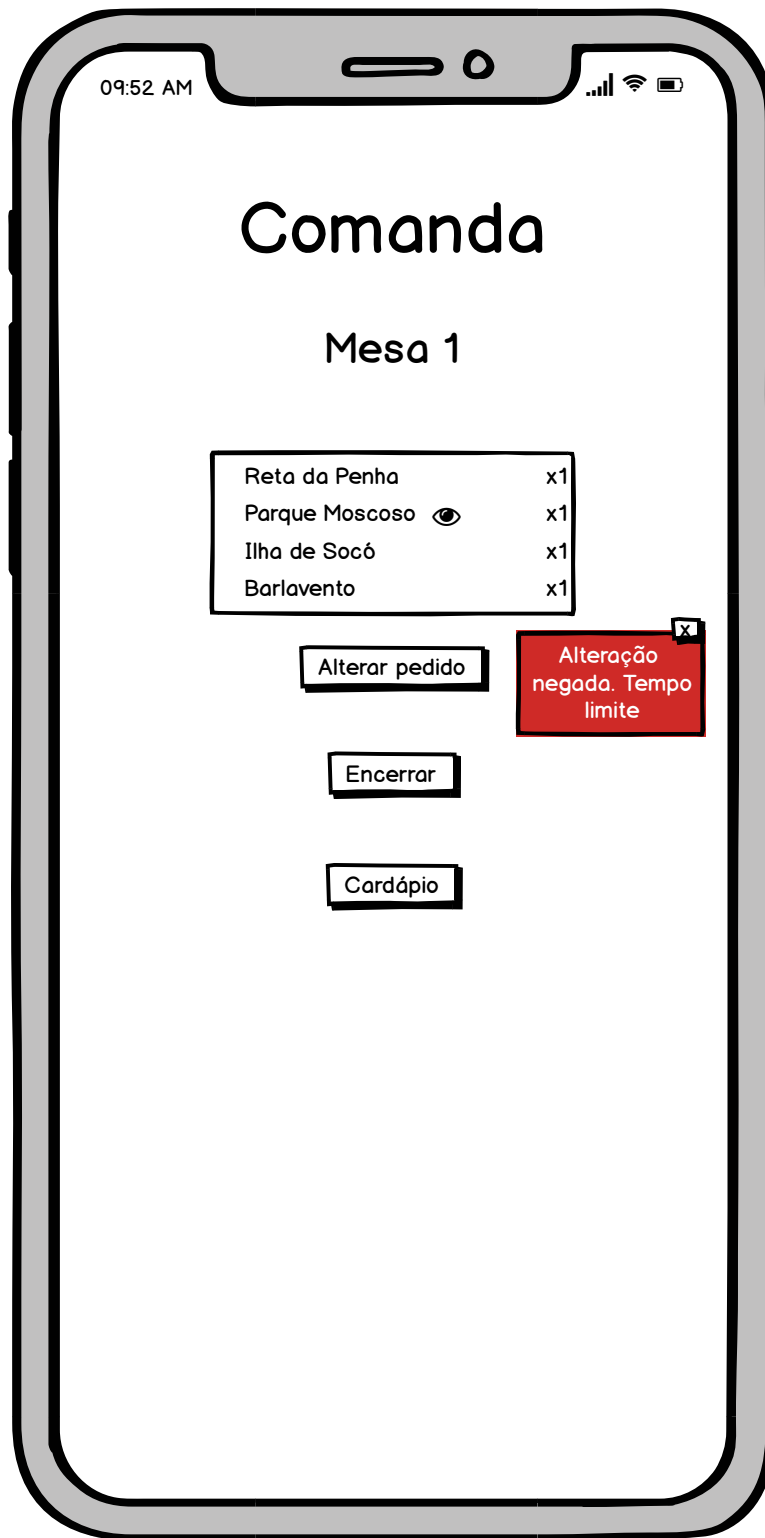 09:52 AM
Comanda
Mesa 1
Reta da Penha x1
Parque Moscoso x1
Ilha de Socó x1
Barlavento x1
x
Alteração
negada. Tempo
limite
Alterar pedido
Encerrar
Cardápio